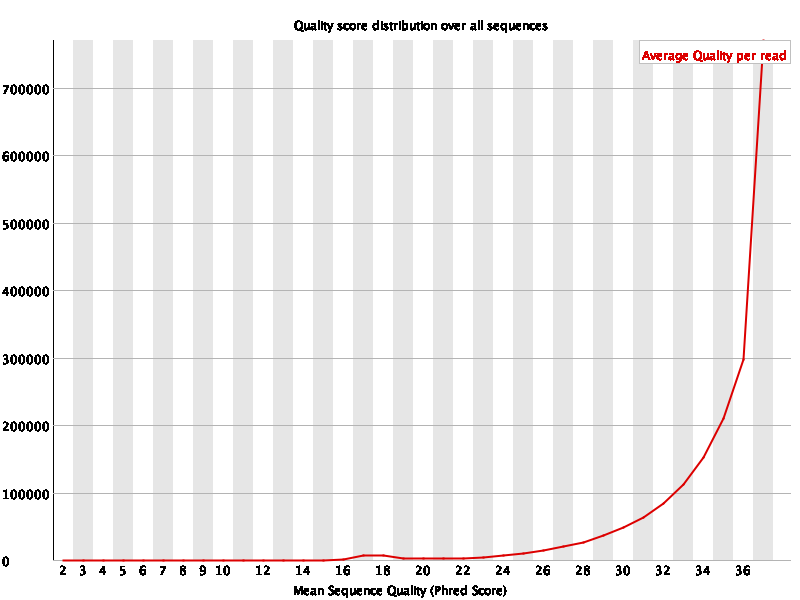 Quality score distribution over all sequences
Average Quality per read
700000
600000
500000
400000
300000
200000
100000
0
2 3 4 5 6 7 8 9 10 12 14 16 18 20 22 24 26 28 30 32 34 36
Mean Sequence Quality (Phred Score)